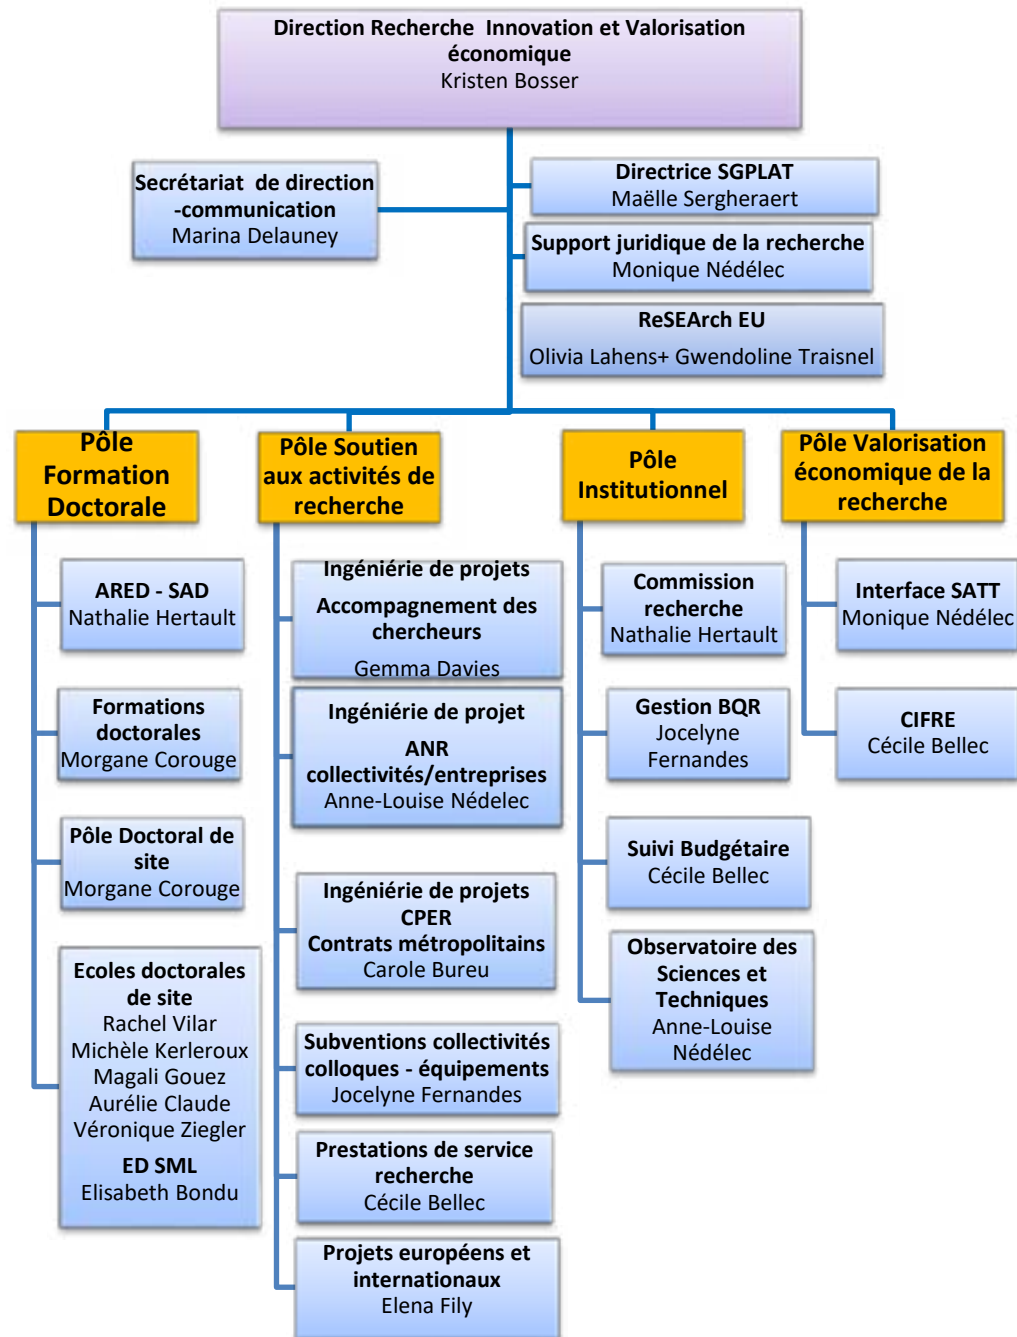 Direction Recherche Innovation et Valorisation
économique
Kristen Bosser
Secrétariat de direction
-communication
Marina Delauney
Directrice SGPLAT
Maëlle Sergheraert
Support juridique de la recherche
Monique Nédélec
ReSEArch EU
Olivia Lahens+ Gwendoline Traisnel
Pôle
Formation
Doctorale
ARED - SAD
Nathalie Hertault
Formations
doctorales
Morgane Corouge
Pôle Doctoral de
site
Morgane Corouge
Ecoles doctorales
de site
Rachel Vilar
Michèle Kerleroux
Magali Gouez
Aurélie Claude
Véronique Ziegler
ED SML
Elisabeth Bondu
Pôle Soutien
aux activités de
recherche
Ingéniérie de projets
Accompagnement des
chercheurs
Gemma Davies
Ingéniérie de projet
ANR
collectivités/entreprises
Anne-Louise Nédelec
Ingéniérie de projets
CPER
Contrats métropolitains
Carole Bureu
Subventions collectivités
colloques - équipements
Jocelyne Fernandes
Prestations de service
recherche
Cécile Bellec
Projets européens et
internationaux
Elena Fily
Pôle
Institutionnel
Commission
recherche
Nathalie Hertault
Gestion BQR
Jocelyne
Fernandes
Suivi Budgétaire
Cécile Bellec
Observatoire des
Sciences et
Techniques
Anne-Louise
Nédélec
Pôle Valorisation
économique de la
recherche
Interface SATT
Monique Nédélec
CIFRE
Cécile Bellec